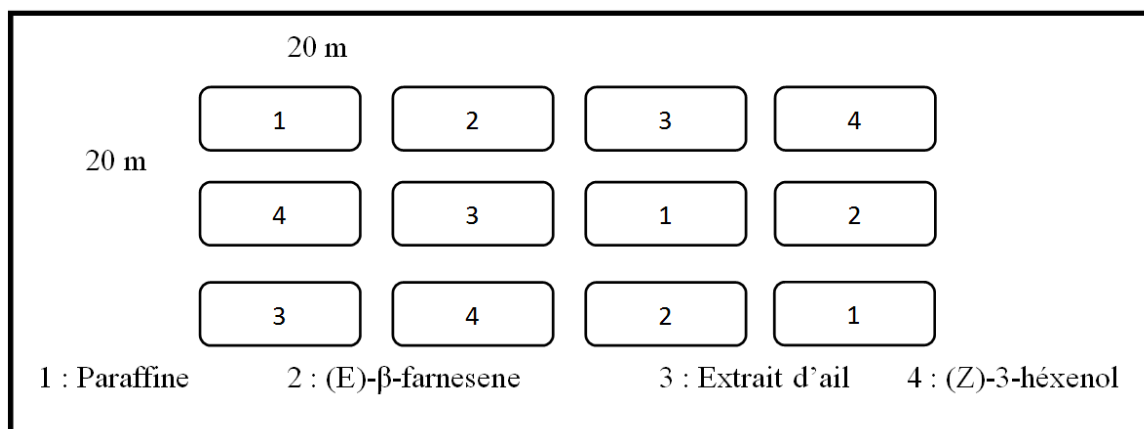 20 m
1 2 3 4
20 m
4 3 1 2
3 4 2 1
1 : Paraffine 2 : (E)-β-farnesene 3 : Extrait d’ail 4 : (Z)-3-héxenol